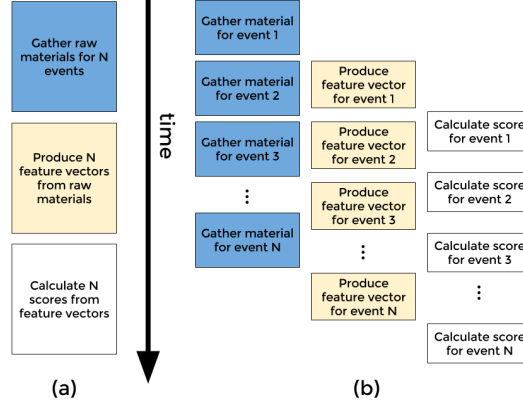 Gather raw
materials for N
events
Produce N
feature vectors
from raw
materials
Calculate N
scores from
feature vectors
(a)
time
Gather material
for event 1
Gather material
for event 2
Gather material
for event 3
⋮
Gather material
for event N
Produce
feature vector
for event 1
Produce
feature vector
for event 2
Produce
feature vector
for event 3
⋮
Produce
feature vector
for event N
Calculate score
for event 1
Calculate score
for event 2
Calculate score
for event 3
⋮
Calculate score
for event N
(b)